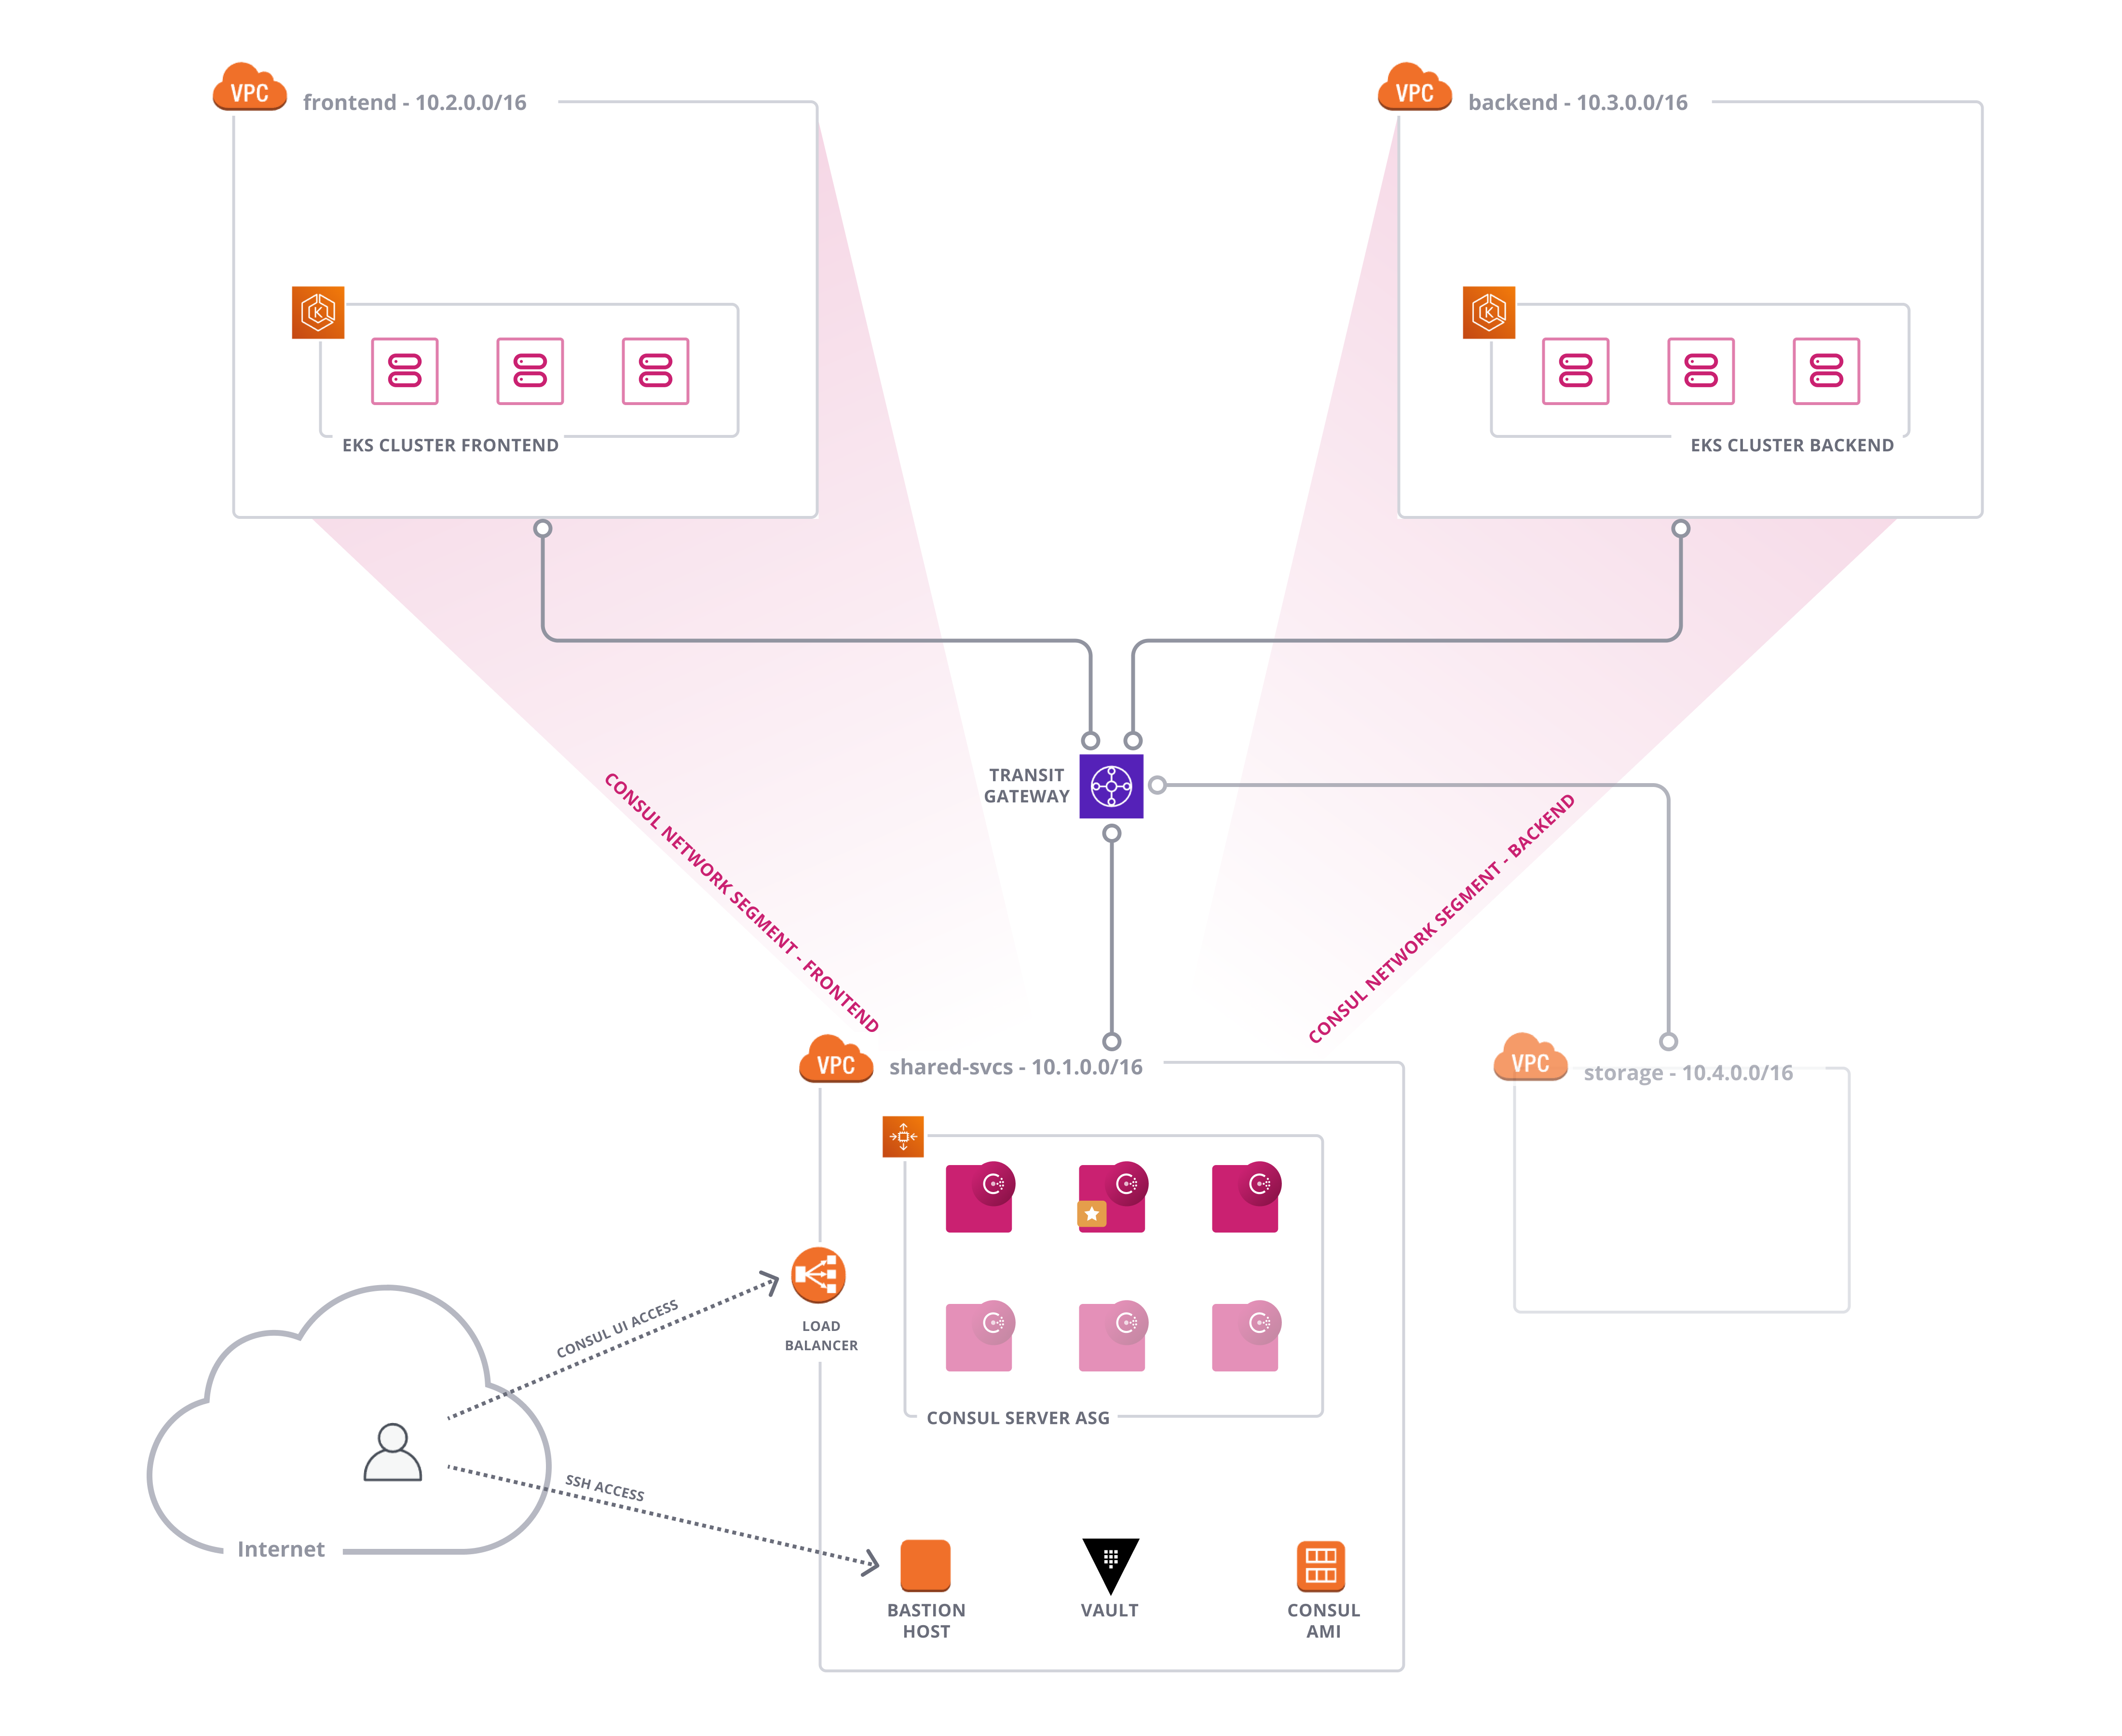 VPC
frontend - 10.2.0.0/16
VPC
backend - 10.3.0.0/16
K
EKS CLUSTER FRONTEND
K
EKS CLUSTER BACKEND
TRANSIT
GATEWAY
CONSUL NETWORK SEGMENT - FRONTEND
CONSUL NETWORK SEGMENT - BACKEND
VPC
shared-svcs - 10.1.0.0/16
VPC
storage - 10.4.0.0/16
LOAD
BALANCER
CONSUL UI ACCESS
CONSUL SERVER ASG
SSH ACCESS
Internet
BASTION
HOST
VAULT
CONSUL
AMI